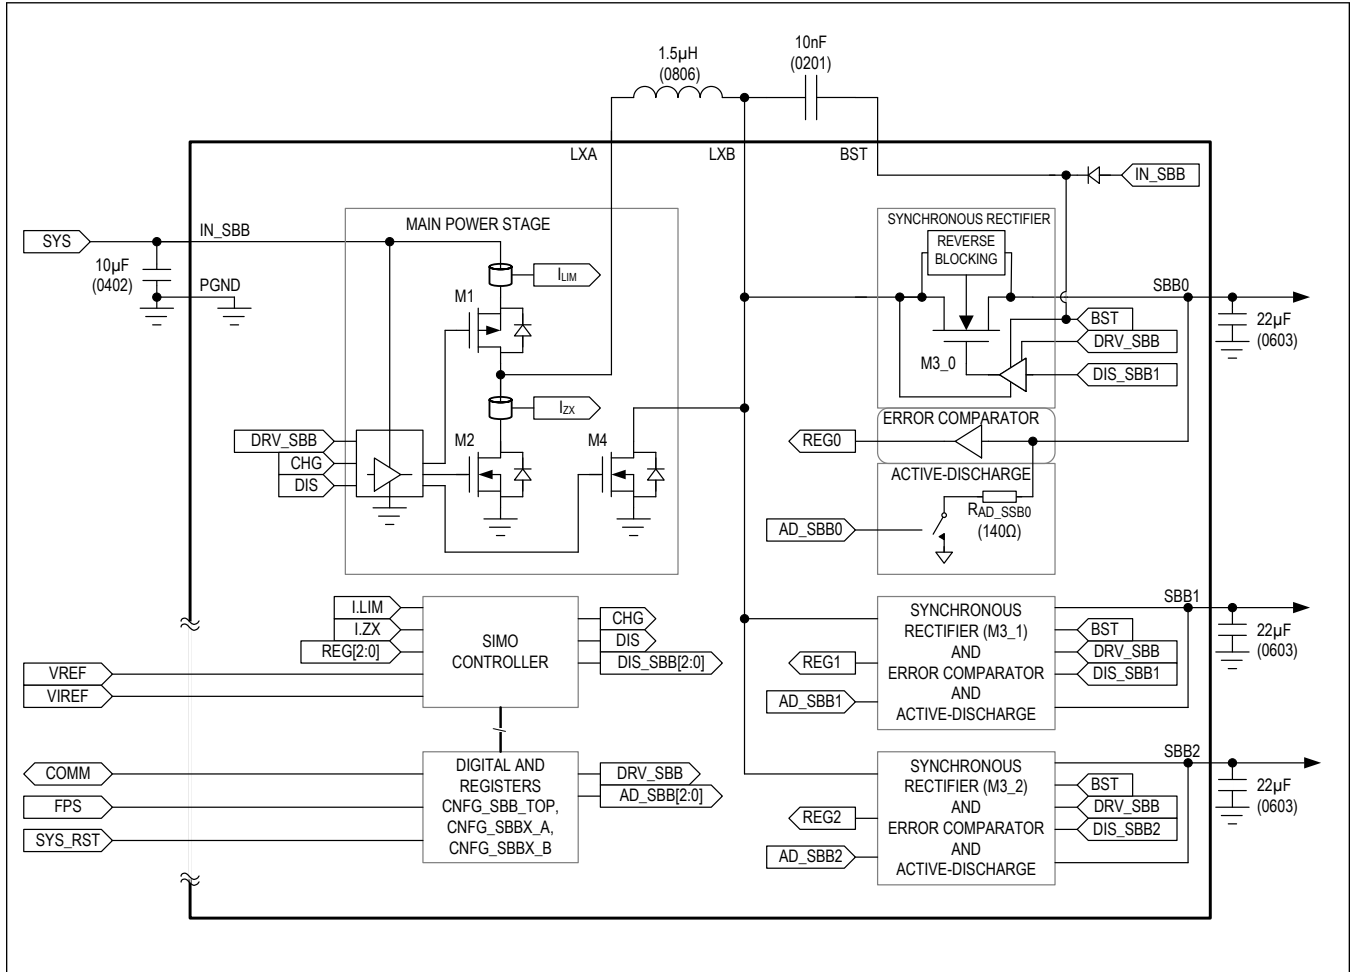 1.5µH
(0806)
10nF
(0201)
LXA
LXB
BST
IN_SBB
SYS
IN_SBB
10µF
(0402)
PGND
MAIN POWER STAGE
ILIM
M1
IZX
M2
M4
DRV_SBB
CHG
DIS
SYNCHRONOUS RECTIFIER
REVERSE
BLOCKING
M3_0
SBB0
BST
DRV_SBB
DIS_SBB1
22µF
(0603)
ERROR COMPARATOR
REG0
ACTIVE-DISCHARGE
RAD_SSB0
(140Ω)
AD_SBB0
I.LIM
I.ZX
REG[2:0]
VREF
VIREF
SIMO
CONTROLLER
CHG
DIS
DIS_SBB[2:0]
SYNCHRONOUS
RECTIFIER (M3_1)
AND
ERROR COMPARATOR
AND
ACTIVE-DISCHARGE
REG1
AD_SBB1
SBB1
BST
DRV_SBB
DIS_SBB1
22µF
(0603)
COMM
FPS
SYS_RST
DIGITAL AND
REGISTERS
CNFG_SBB_TOP,
CNFG_SBBX_A,
CNFG_SBBX_B
DRV_SBB
AD_SBB[2:0]
SYNCHRONOUS
RECTIFIER (M3_2)
AND
ERROR COMPARATOR
AND
ACTIVE-DISCHARGE
REG2
AD_SBB2
SBB2
BST
DRV_SBB
DIS_SBB2
22µF
(0603)